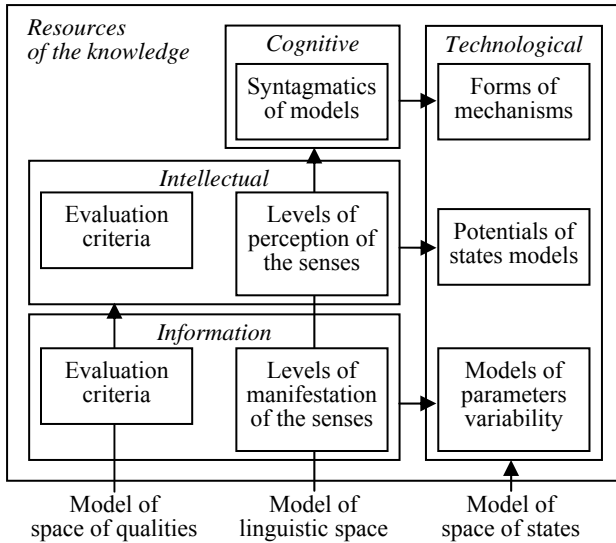 Resources
of the knowledge
Cognitive
Technological
Syntagmatics
of models
Forms of
mechanisms
Intellectual
Evaluation
criteria
Levels of
perception of
the senses
Potentials of
states models
Information
Evaluation
criteria
Levels of
manifestation
of the senses
Models of
parameters
variability
Model of
space of qualities
Model of
linguistic space
Model of
space of states